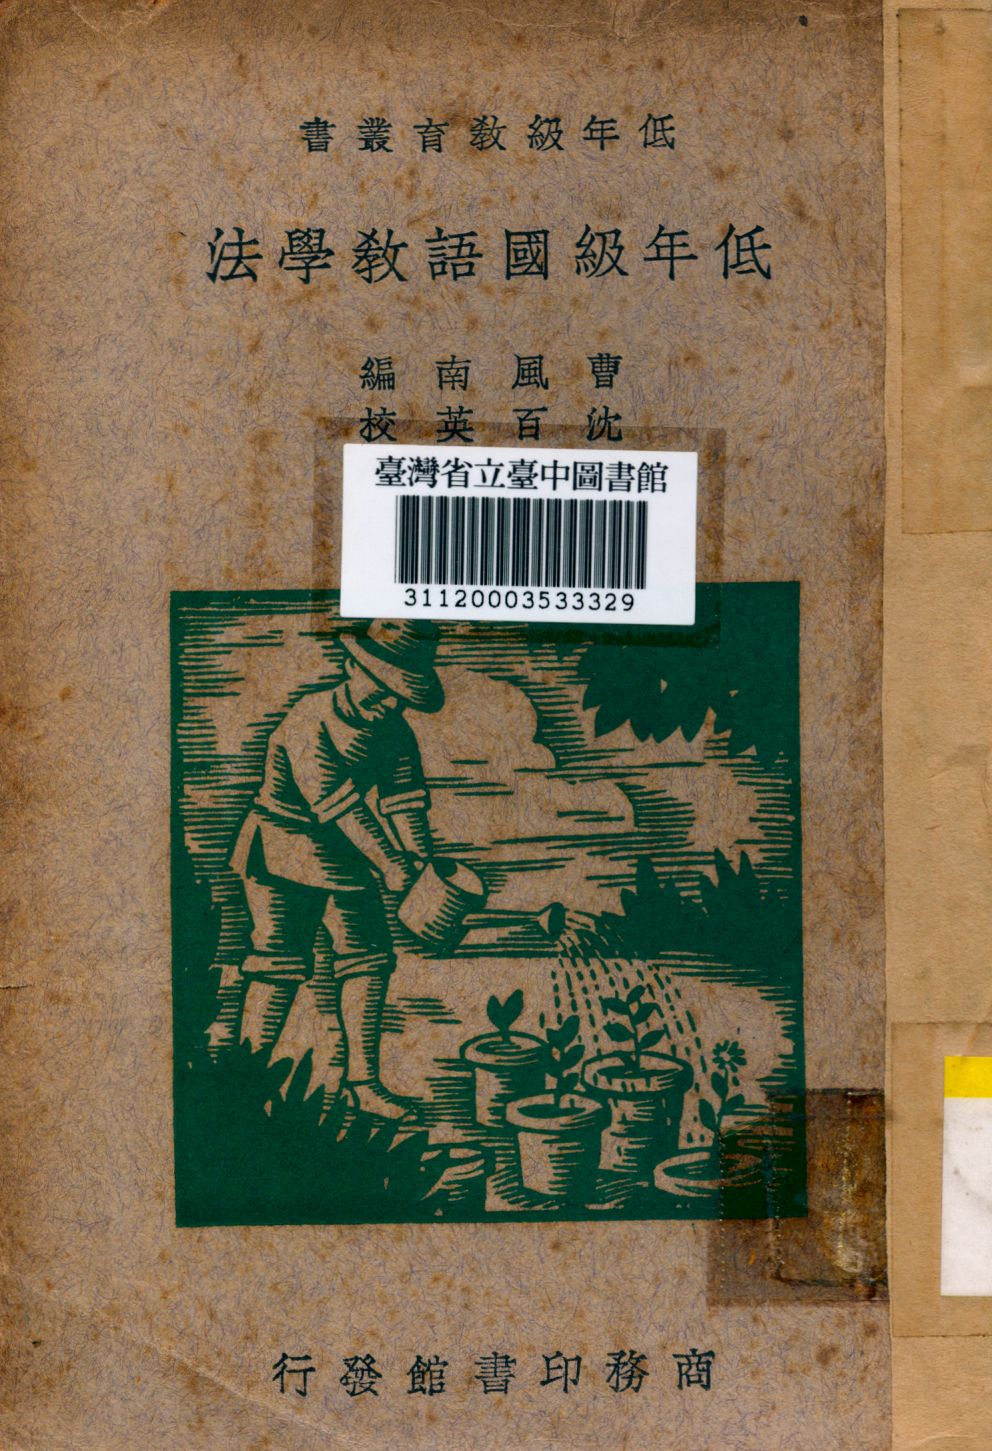 低年級教育叢書
低年級國語教學法
曹風南編
沈百英校
臺灣省立臺中圖書館
31120003533329
商務印書館發行